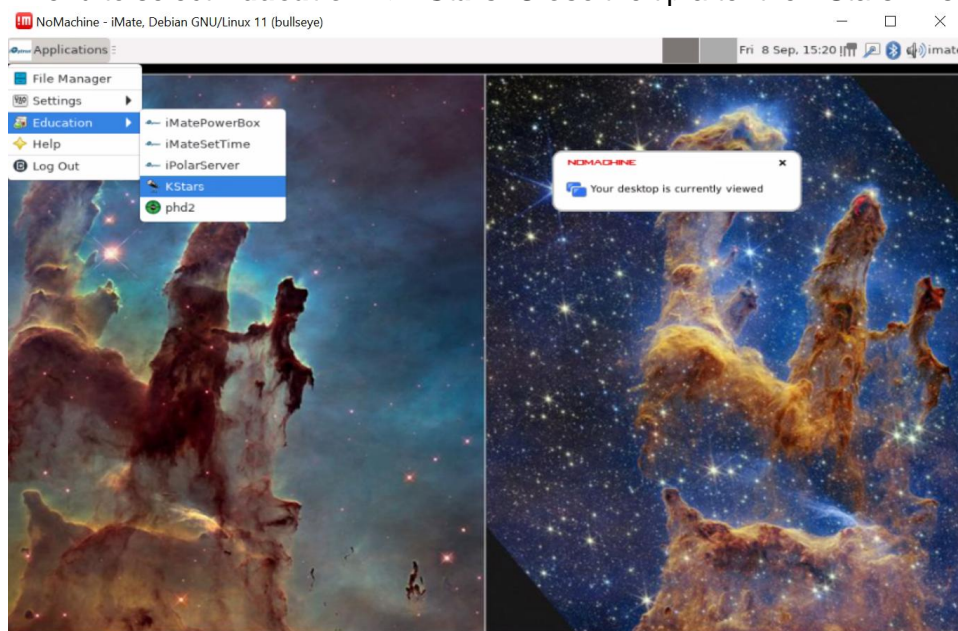 NoMachine - iMate, Debian GNU/Linux 11 (bullseye)
Applications
Fri 8 Sep, 15:20
imate
File Manager
Settings
Education
Help
Log Out
iMatePowerBox
iMateSetTime
iPolarServer
KStars
phd2
NOMACHINE
Your desktop is currently viewed